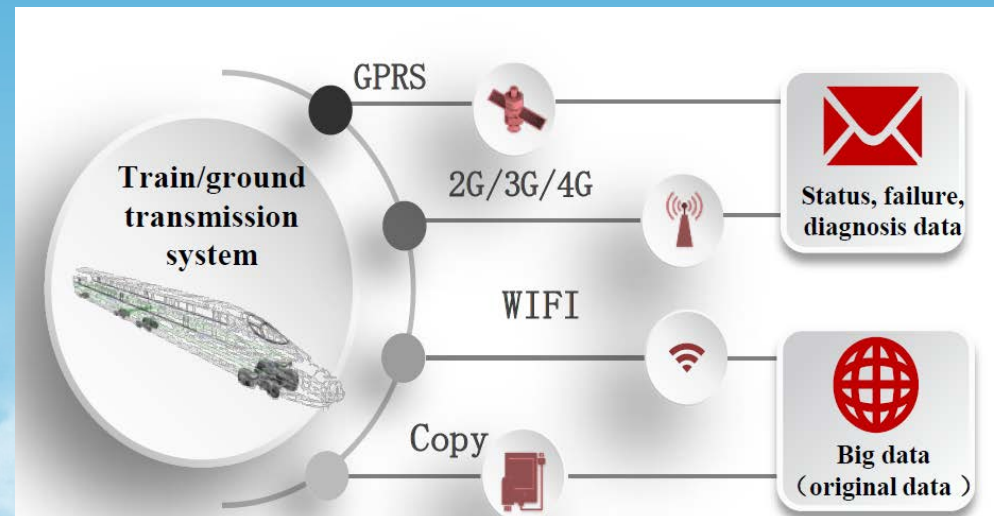 GPRS
Train/ground
transmission
system
2G/3G/4G
Status, failure,
diagnosis data
WIFI
Copy
Big data
（original data ）